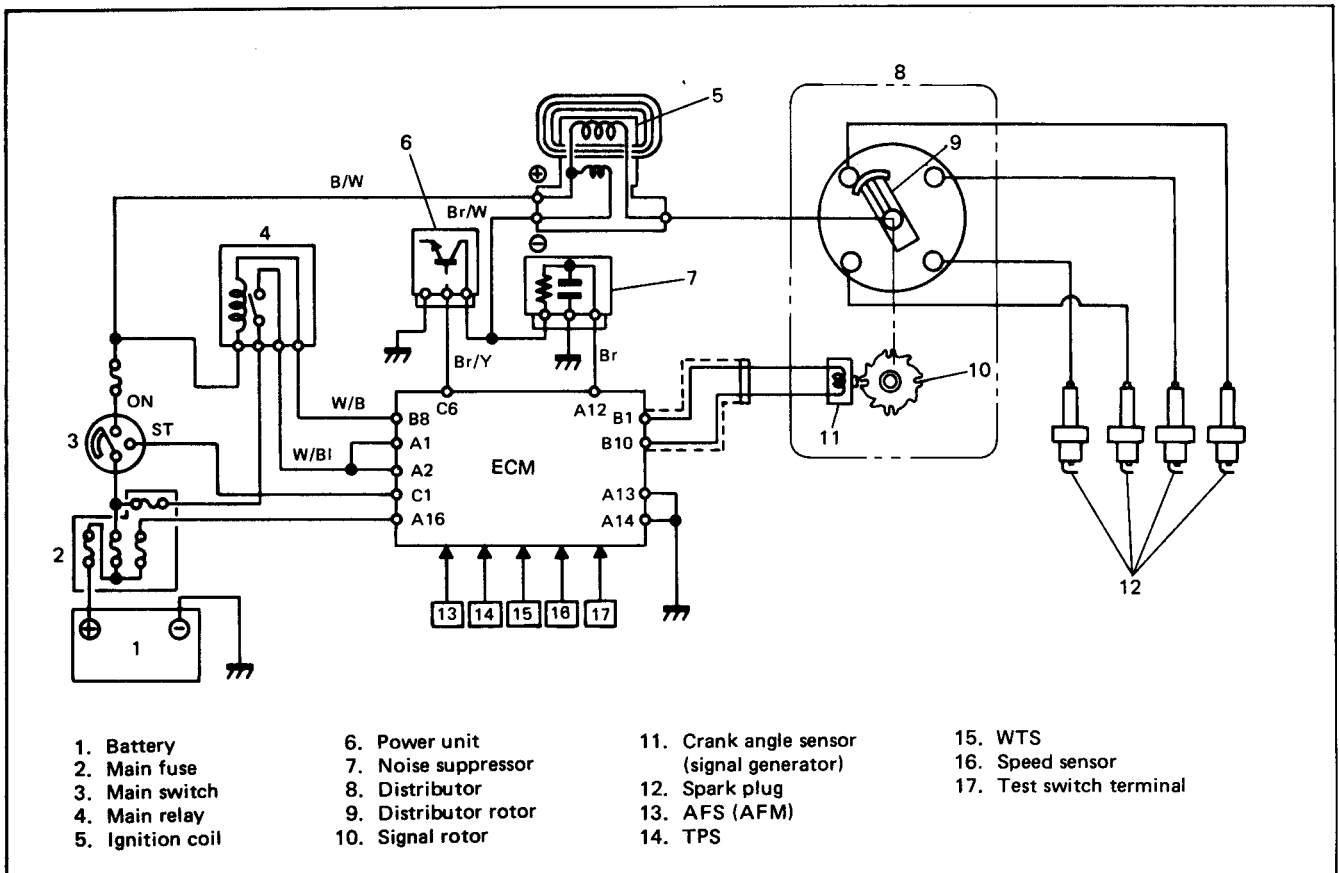 8
5
9
6
B/W
Br/W
4
7
Br/Y
Br
10
ON
W/B
C6
A12
B1
11
3
ST
B8
A1
B10
W/Bl
A2
ECM
C1
A13
A16
A14
2
12
13
14
15
16
17
1
1. Battery
2. Main fuse
3. Main switch
4. Main relay
5. Ignition coil
6. Power unit
7. Noise suppressor
8. Distributor
9. Distributor rotor
10. Signal rotor
11. Crank angle sensor
(signal generator)
12. Spark plug
13. AFS (AFM)
14. TPS
15. WTS
16. Speed sensor
17. Test switch terminal